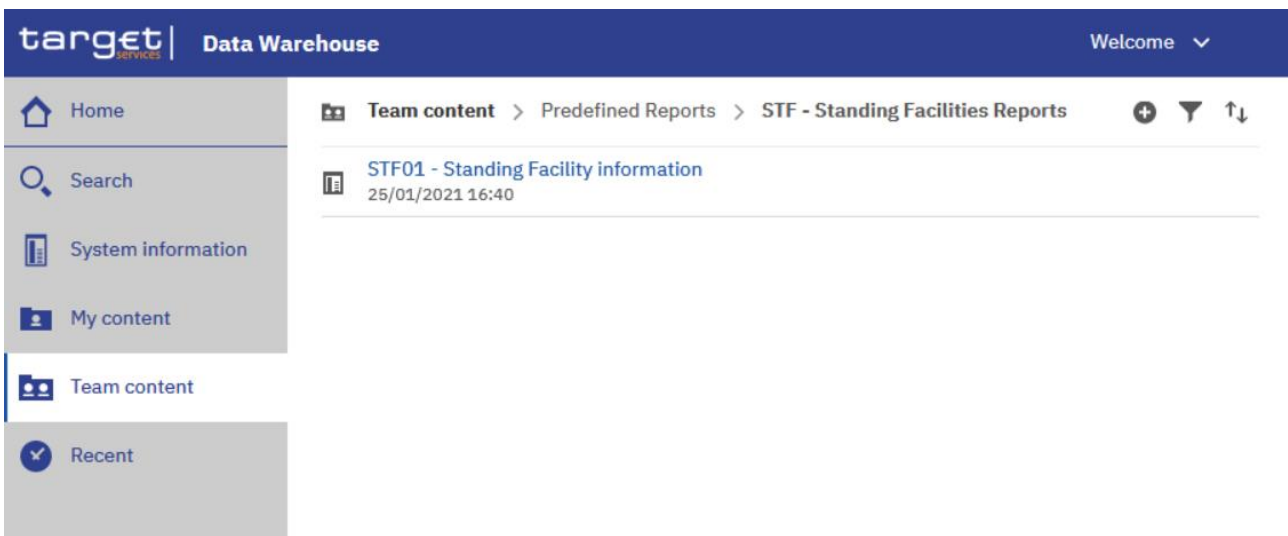 target| Data Warehouse Welcome
services
Home
Team content > Predefined Reports > STF - Standing Facilities Reports
Search
STF01 - Standing Facility information
25/01/2021 16:40
System information
My content
Team content
Recent